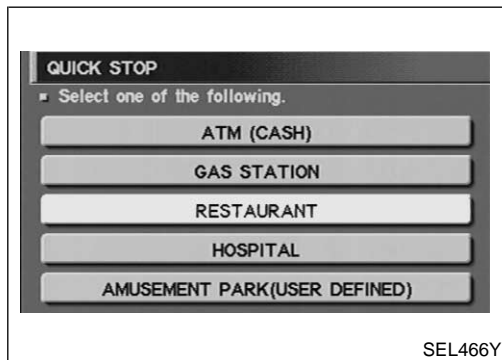 QUICK STOP
Select one of the following.
ATM (CASH)
GAS STATION
RESTAURANT
HOSPITAL
AMUSEMENT PARK(USER DEFINED)
SEL466Y